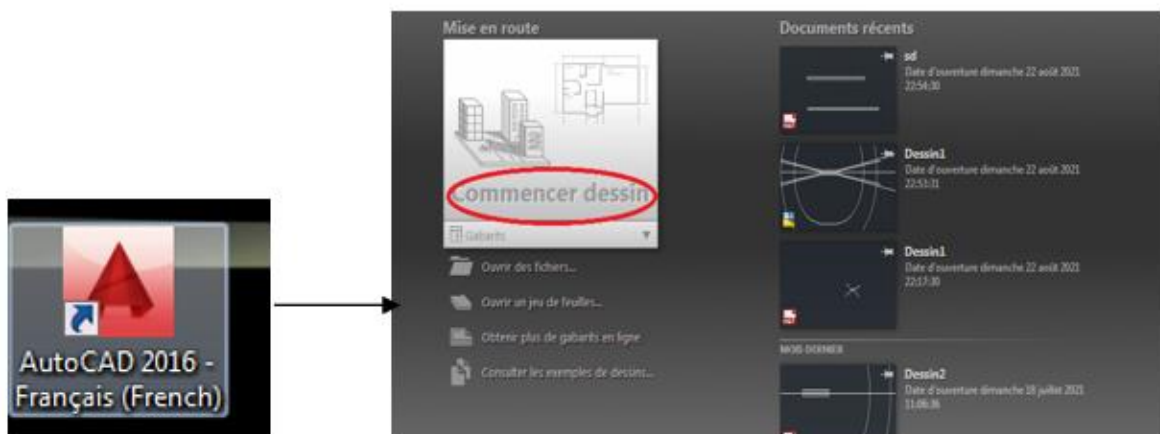 Mise en route
Commencer dessin
Gabarits
Ouvrir des fichiers...
Ouvrir un jeu de feuilles...
Obtenir plus de gabarits en ligne
Consulter les exemples de dessins...
Documents récents
sd
Date d'ouverture dimanche 22 août 2021
22:54:30
Dessin1
Date d'ouverture dimanche 22 août 2021
22:53:31
Dessin1
Date d'ouverture dimanche 22 août 2021
22:17:30
MOIS DERNIER
Dessin2
Date d'ouverture dimanche 18 juillet 2021
11:06:36
AutoCAD 2016 -
Français (French)